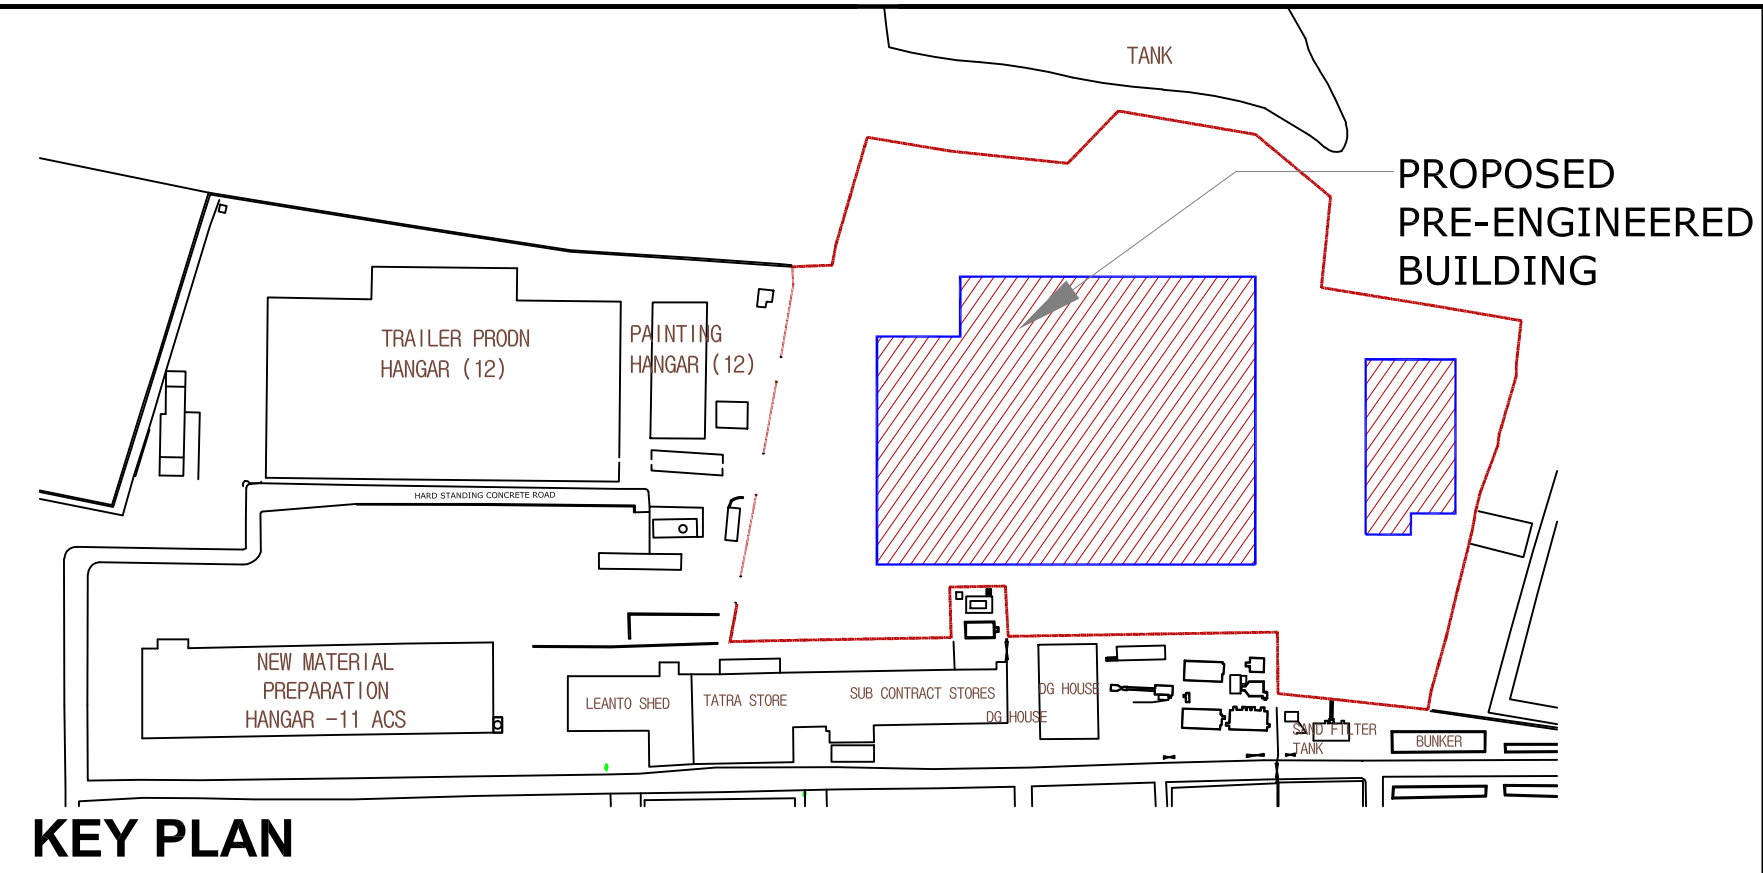 TANK
PROPOSED
PRE-ENGINEERED
BUILDING
TRAILER PRODN
HANGAR (12)
PAINTING
HANGAR (12)
HARD STANDING CONCRETE ROAD
NEW MATERIAL
PREPARATION
HANGAR -11 ACS
LEANTO SHED
TATRA STORE
SUB CONTRACT STORES
DG HOUSE
DG HOUSE
SAND FILTER
TANK
BUNKER
KEY PLAN